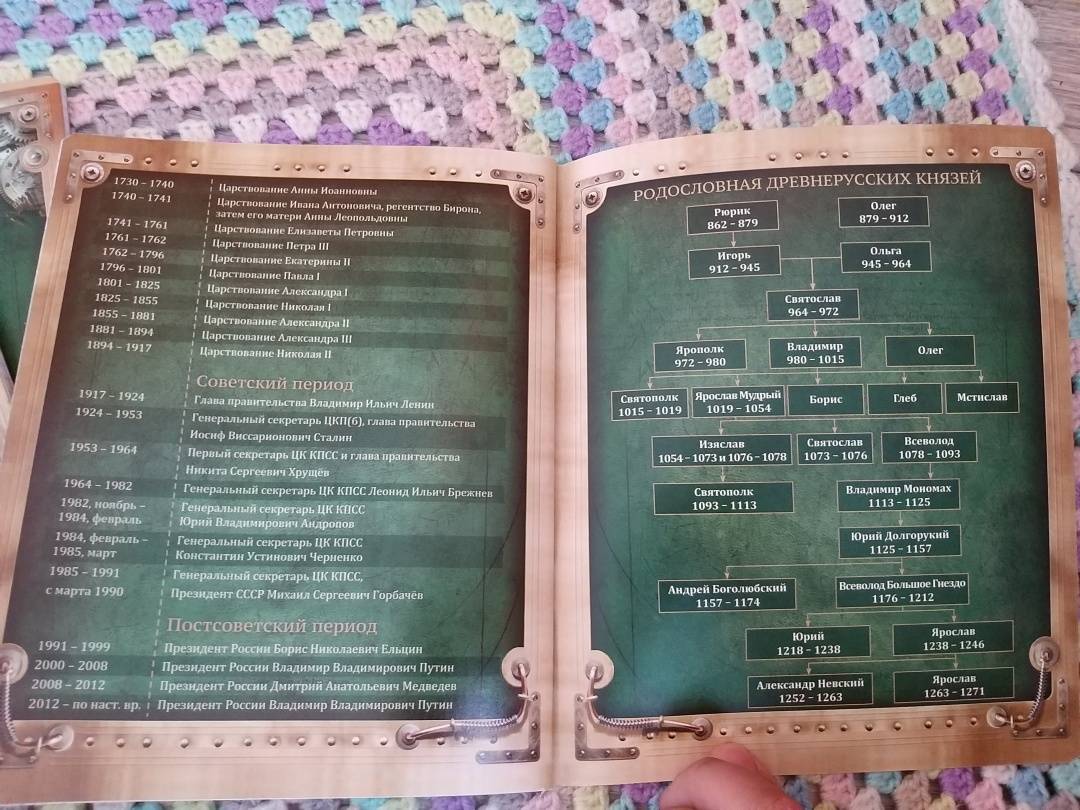 1730 – 1740 Царствование Анны Иоанновны
1740 – 1741 Царствование Ивана Антоновича, регентство Бирона,
затем его матери Анны Леопольдовны
1741 – 1761 Царствование Елизаветы Петровны
1761 – 1762 Царствование Петра III
1762 – 1796 Царствование Екатерины II
1796 – 1801 Царствование Павла I
1801 – 1825 Царствование Александра I
1825 – 1855 Царствование Николая I
1855 – 1881 Царствование Александра II
1881 – 1894 Царствование Александра III
1894 – 1917 Царствование Николая II
Советский период
1917 – 1924 Глава правительства Владимир Ильич Ленин
1924 – 1953 Генеральный секретарь ЦКП(б), глава правительства
Иосиф Виссарионович Сталин
1953 – 1964 Первый секретарь ЦК КПСС и глава правительства
Никита Сергеевич Хрущёв
1964 – 1982 Генеральный секретарь ЦК КПСС Леонид Ильич Брежнев
1982, ноябрь – Генеральный секретарь ЦК КПСС
1984, февраль Юрий Владимирович Андропов
1984, февраль – Генеральный секретарь ЦК КПСС
1985, март Константин Устинович Черненко
1985 – 1991 Генеральный секретарь ЦК КПСС,
с марта 1990 Президент СССР Михаил Сергеевич Горбачёв
Постсоветский период
1991 – 1999 Президент России Борис Николаевич Ельцин
2000 – 2008 Президент России Владимир Владимирович Путин
2008 – 2012 Президент России Дмитрий Анатольевич Медведев
2012 – по наст. вр. Президент России Владимир Владимирович Путин
РОДОСЛОВНАЯ ДРЕВНЕРУССКИХ КНЯЗЕЙ
Рюрик Олег
862 – 879 879 – 912
Игорь Ольга
912 – 945 945 – 964
Святослав
964 – 972
Ярополк Владимир Олег
972 – 980 980 – 1015
Святополк Ярослав Мудрый Борис Глеб Мстислав
1015 – 1019 1019 – 1054
Изяслав Святослав Всеволод
1054 – 1073 и 1076 – 1078 1073 – 1076 1078 – 1093
Святополк Владимир Мономах
1093 – 1113 1113 – 1125
Юрий Долгорукий
1125 – 1157
Андрей Боголюбский Всеволод Большое Гнездо
1157 – 1174 1176 – 1212
Юрий Ярослав
1218 – 1238 1238 – 1246
Александр Невский Ярослав
1252 – 1263 1263 – 1271